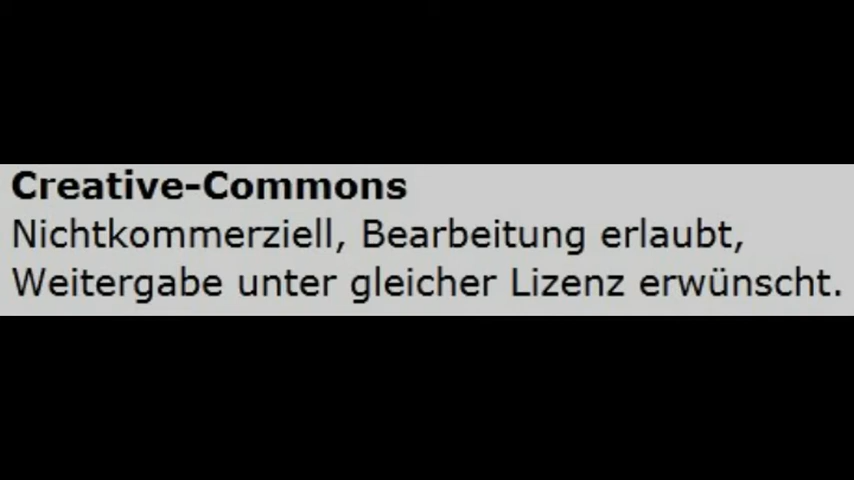 Creative-Commons
Nichtkommerziell, Bearbeitung erlaubt,
Weitergabe unter gleicher Lizenz erwünscht.